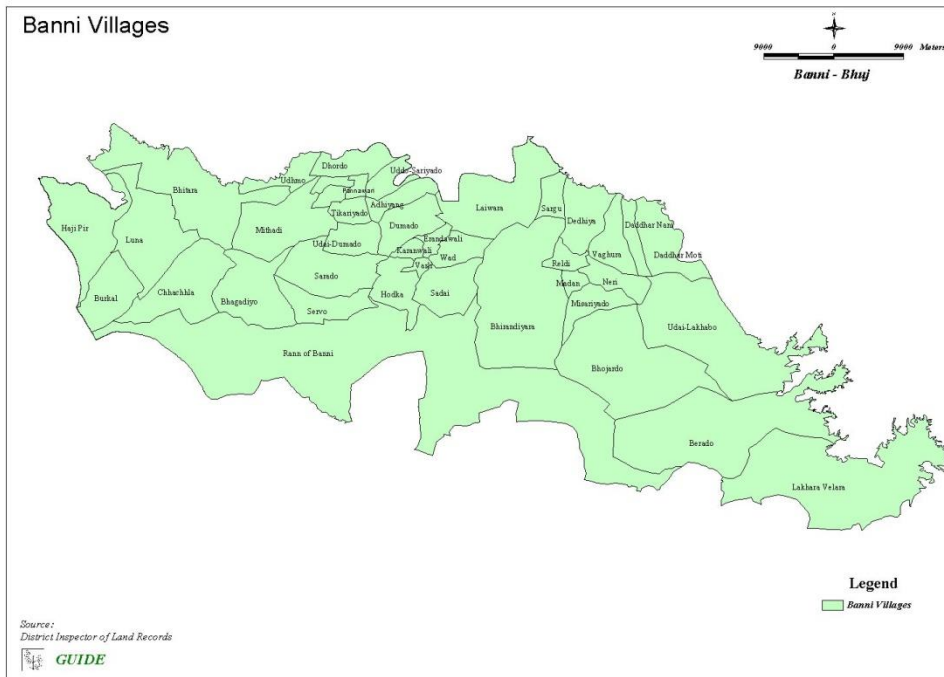 Banni Villages
N
9000 0 9000 Meters
Banni - Bhuj
Dhordo
Uddo-Sariyado
Udhmo
Bhitara
Adhiyang
Laiwara
Sargu
Tikariyado
Dedhiya
Daddhar Nani
Haji Pir
Mithadi
Dumado
Luna
Udai-Dumado
Erandawali
Karanwali
Wad
Vaghura
Daddhar Moti
Vasli
Reldi
Sarado
Madan
Neri
Burkal
Chhachhla
Bhagadiyo
Hodka
Sadai
Misariyado
Servo
Bhirandiyara
Udai-Lakhabo
Rann of Banni
Bhojardo
Berado
Lakhara Velara
Legend
Banni Villages
Source:
District Inspector of Land Records
GUIDE